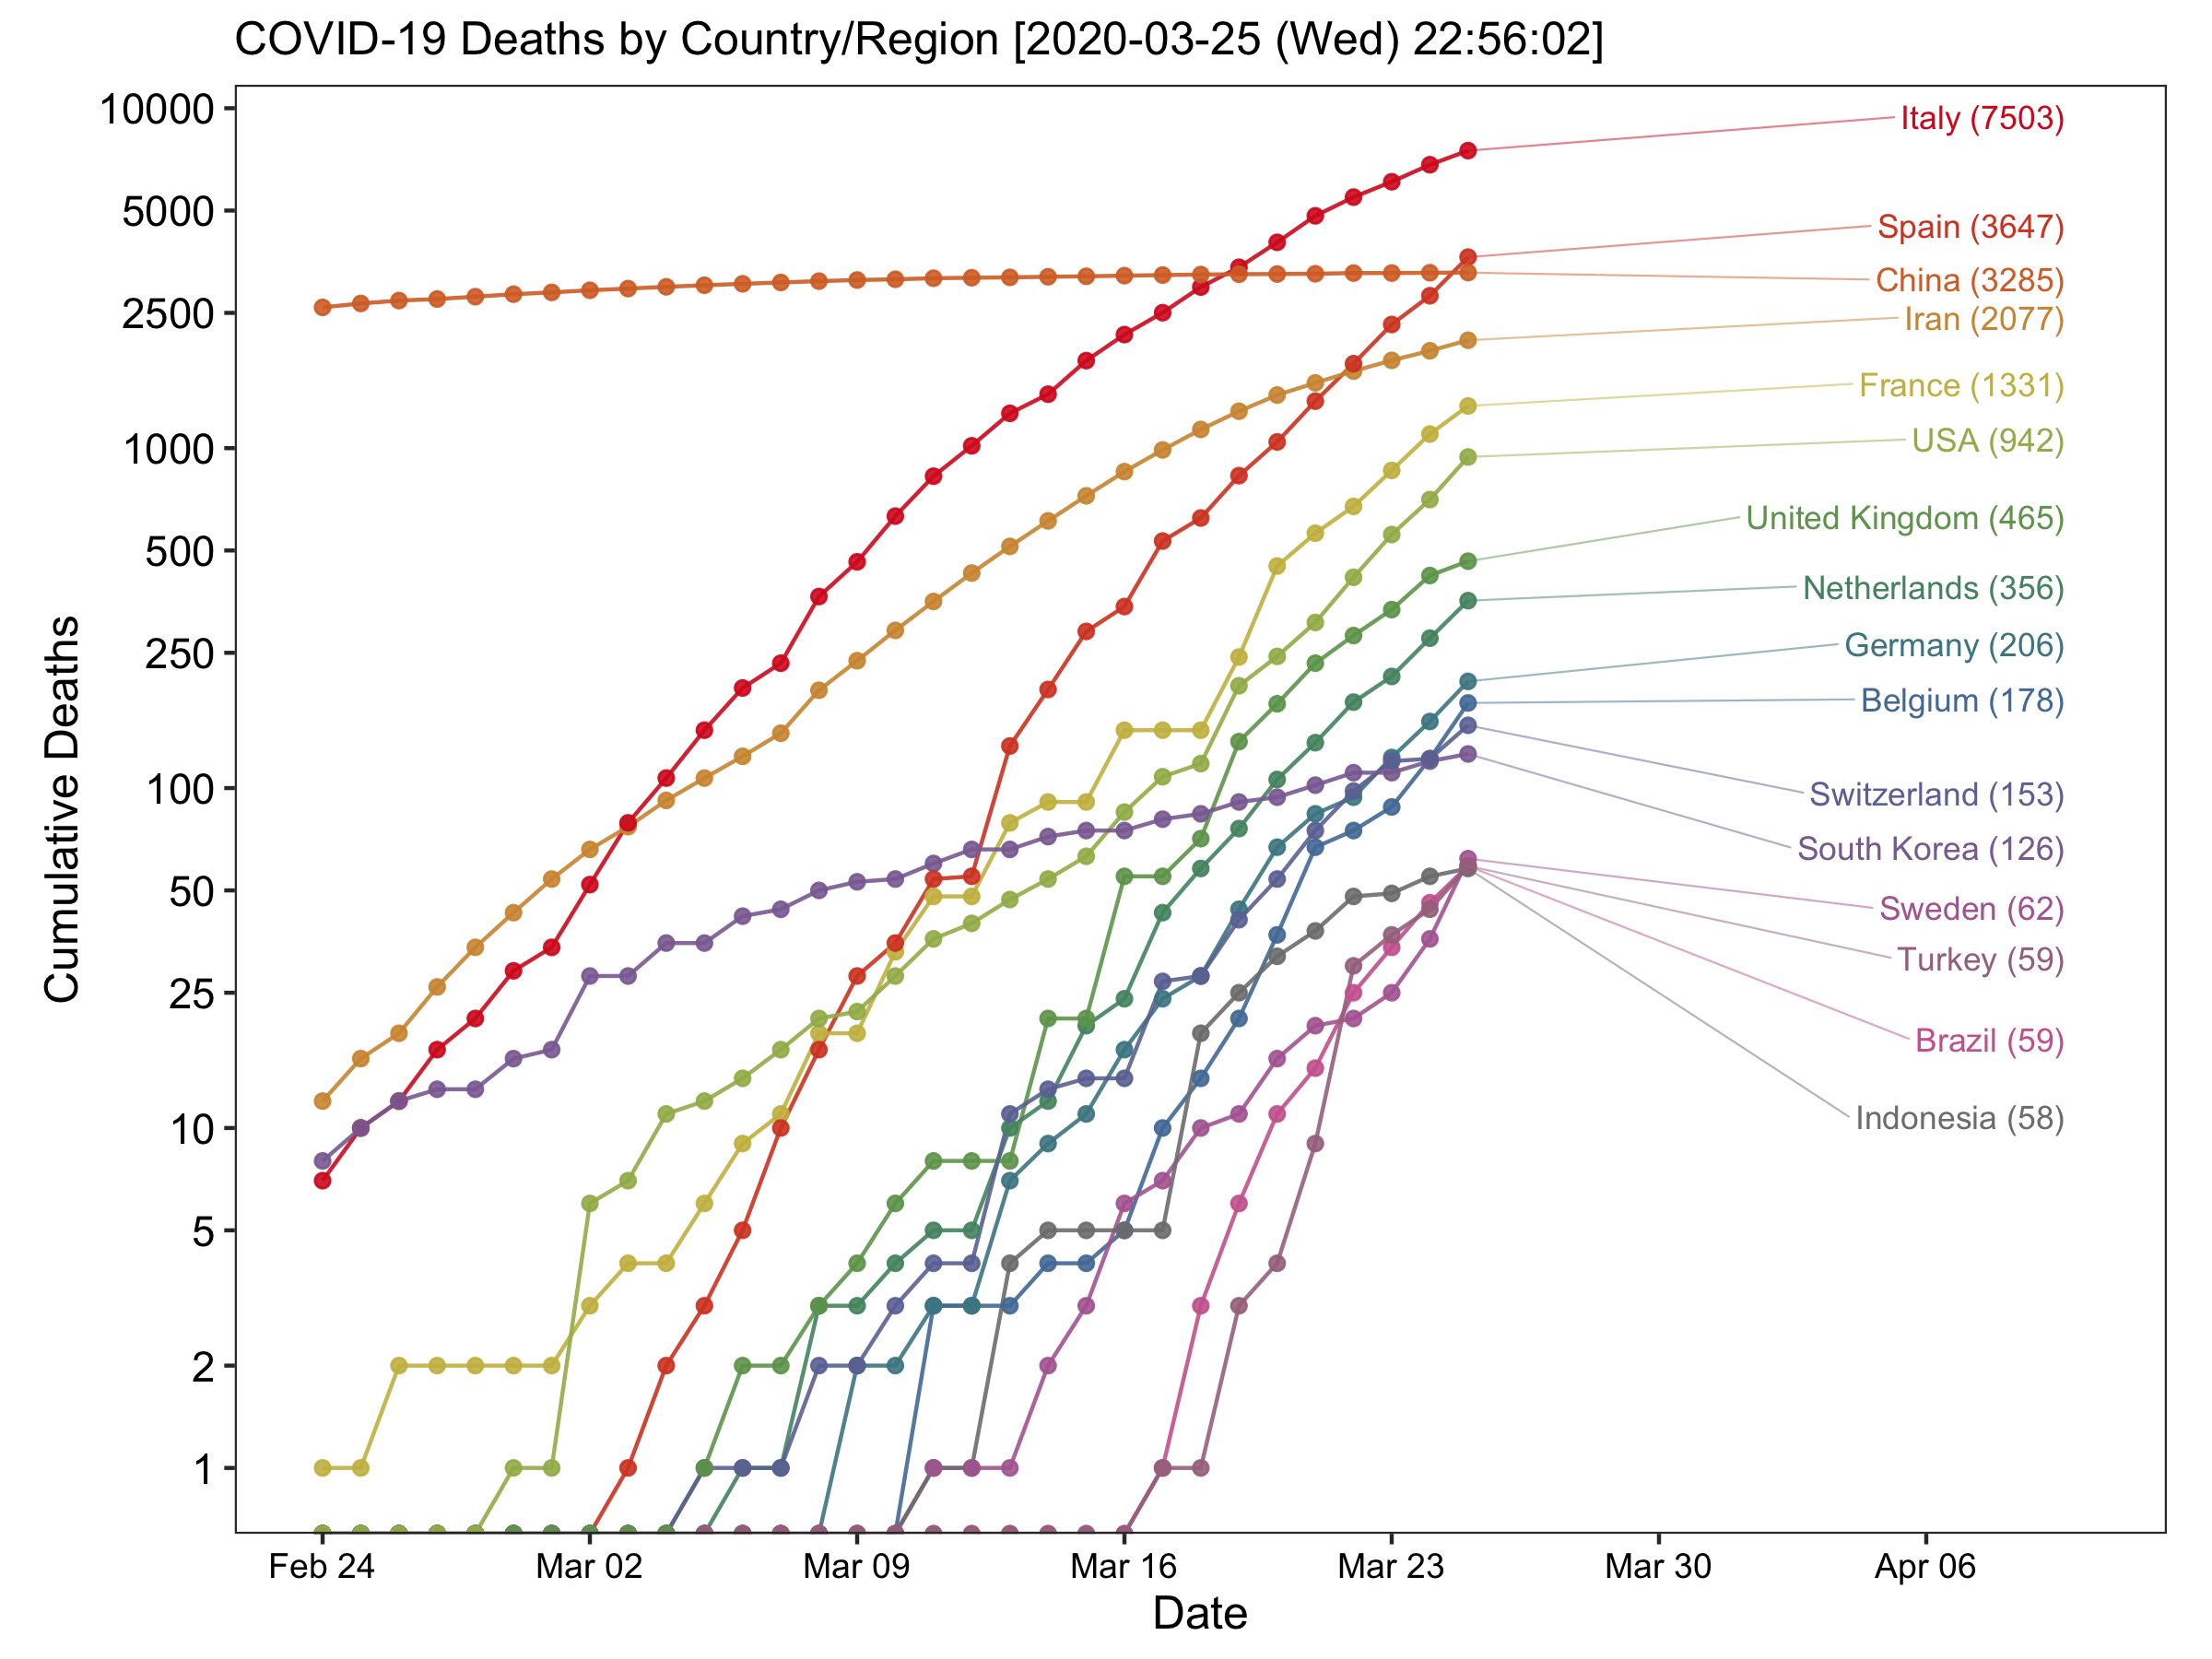 COVID-19 Deaths by Country/Region [2020-03-25 (Wed) 22:56:02]
Cumulative Deaths
10000
5000
2500
1000
500
250
100
50
25
10
5
2
1
Italy (7503)
Spain (3647)
China (3285)
Iran (2077)
France (1331)
USA (942)
United Kingdom (465)
Netherlands (356)
Germany (206)
Belgium (178)
Switzerland (153)
South Korea (126)
Sweden (62)
Turkey (59)
Brazil (59)
Indonesia (58)
Feb 24 Mar 02 Mar 09 Mar 16 Mar 23 Mar 30 Apr 06
Date